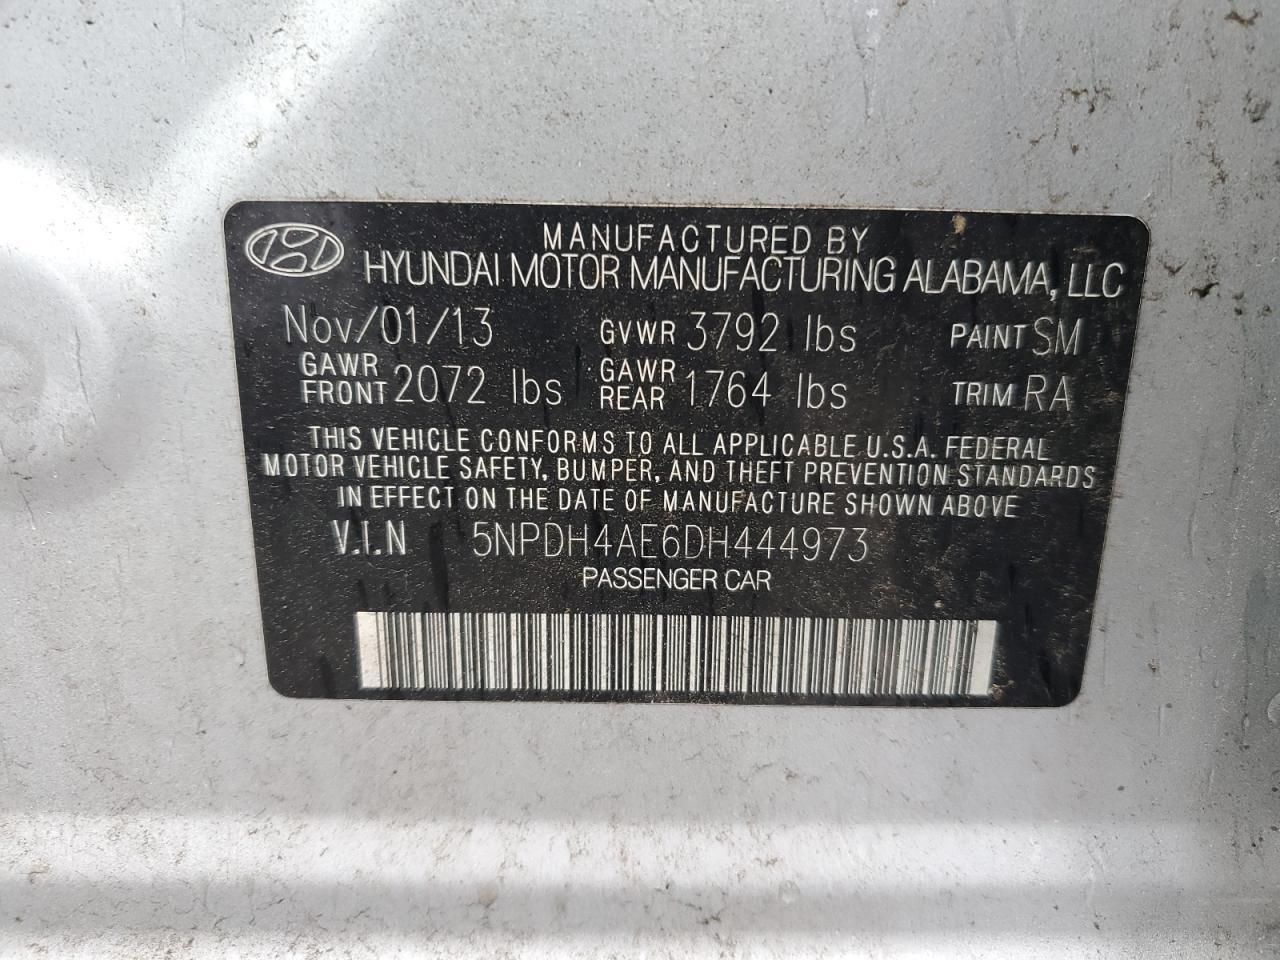 MANUFACTURED BY
HYUNDAI MOTOR MANUFACTURING ALABAMA, LLC
Nov/01/13 GVWR 3792 lbs PAINT SM
GAWR FRONT 2072 lbs GAWR REAR 1764 lbs TRIM RA
THIS VEHICLE CONFORMS TO ALL APPLICABLE U.S.A. FEDERAL
MOTOR VEHICLE SAFETY, BUMPER, AND THEFT PREVENTION STANDARDS
IN EFFECT ON THE DATE OF MANUFACTURE SHOWN ABOVE
V.I.N 5NPDH4AE6DH444973
PASSENGER CAR